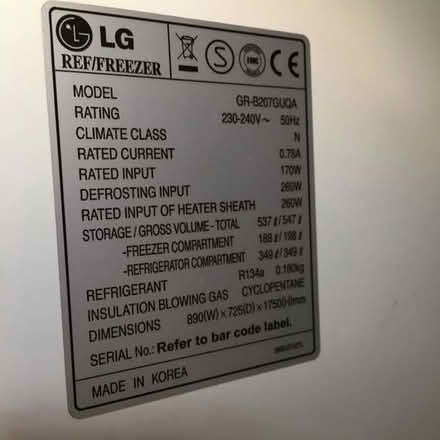 LG
REF/FREEZER
CE
MODEL GR-B207GUQA
RATING 230-240V~ 50Hz
CLIMATE CLASS N
RATED CURRENT 0.78A
RATED INPUT 170W
DEFROSTING INPUT 260W
RATED INPUT OF HEATER SHEATH 260W
STORAGE / GROSS VOLUME - TOTAL 537 ℓ / 547 ℓ
-FREEZER COMPARTMENT 188 ℓ / 198 ℓ
-REFRIGERATOR COMPARTMENT 349 ℓ / 349 ℓ
REFRIGERANT R134a 0.180kg
INSULATION BLOWING GAS CYCLOPENTANE
DIMENSIONS 890(W) x 725(D) x 1750(H)mm
SERIAL No.: Refer to bar code label.
MADE IN KOREA